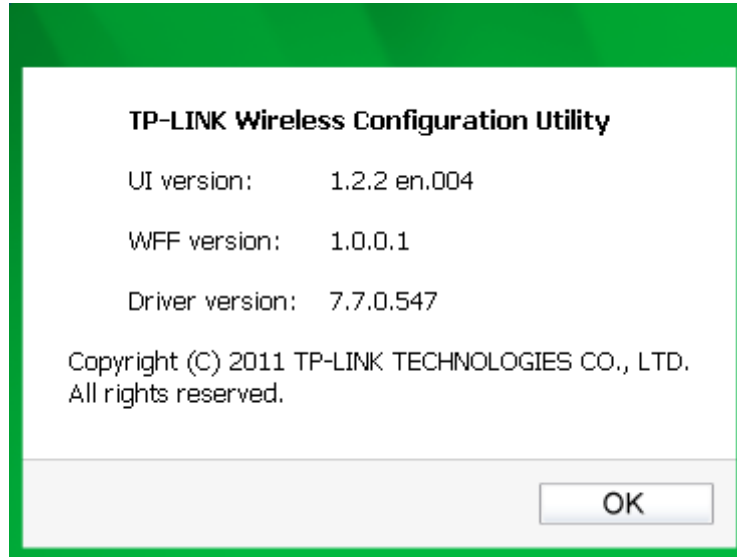 TP-LINK Wireless Configuration Utility
UI version: 1.2.2 en.004
WFF version: 1.0.0.1
Driver version: 7.7.0.547
Copyright (C) 2011 TP-LINK TECHNOLOGIES CO., LTD.
All rights reserved.
OK